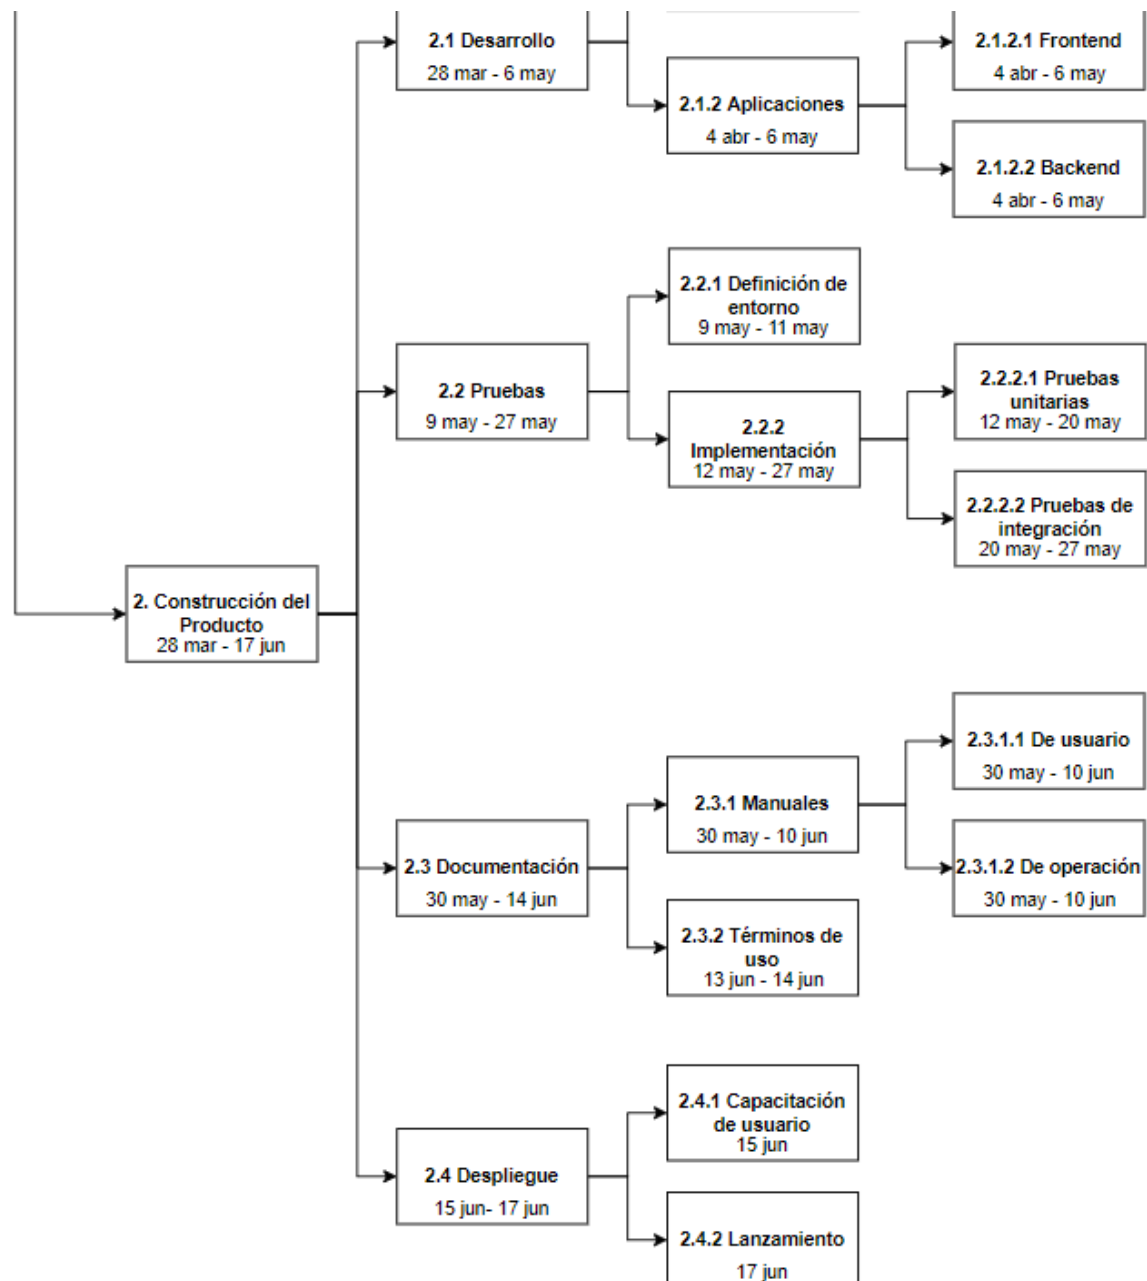 2.1 Desarrollo
28 mar - 6 may
2.1.2 Aplicaciones
4 abr - 6 may
2.1.2.1 Frontend
4 abr - 6 may
2.1.2.2 Backend
4 abr - 6 may
2.2 Pruebas
9 may - 27 may
2.2.1 Definición de
entorno
9 may - 11 may
2.2.2
Implementación
12 may - 27 may
2.2.2.1 Pruebas
unitarias
12 may - 20 may
2.2.2.2 Pruebas de
integración
20 may - 27 may
2. Construcción del
Producto
28 mar - 17 jun
2.3 Documentación
30 may - 14 jun
2.3.1 Manuales
30 may - 10 jun
2.3.1.1 De usuario
30 may - 10 jun
2.3.1.2 De operación
30 may - 10 jun
2.3.2 Términos de
uso
13 jun - 14 jun
2.4 Despliegue
15 jun- 17 jun
2.4.1 Capacitación
de usuario
15 jun
2.4.2 Lanzamiento
17 jun